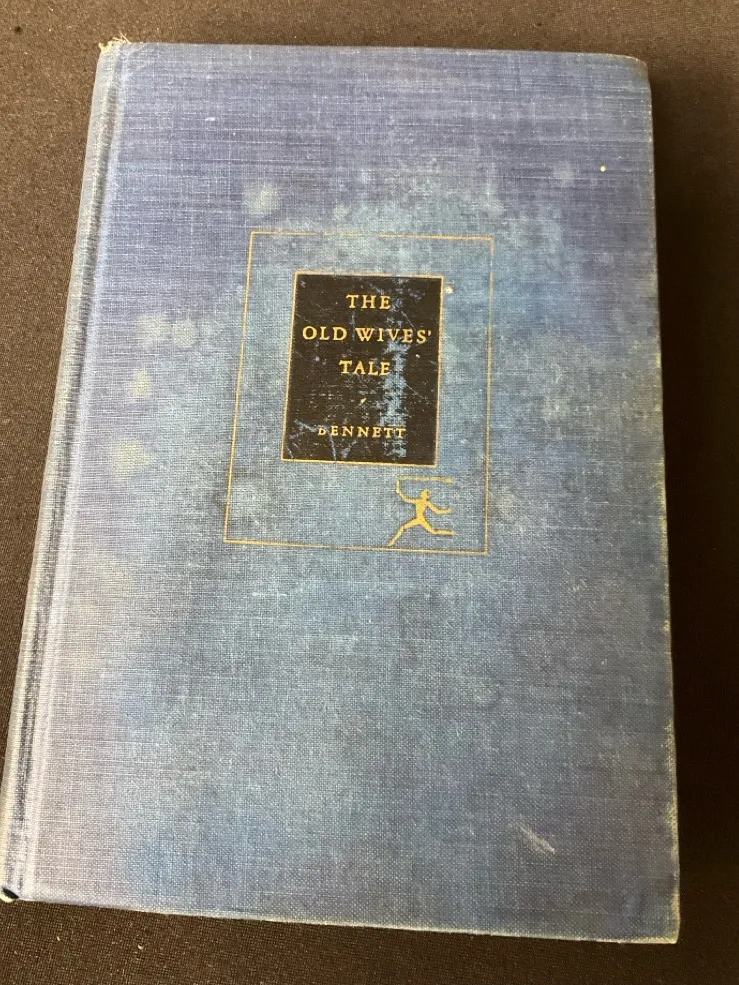 THE
OLD WIVES'
TALE
BENNETT